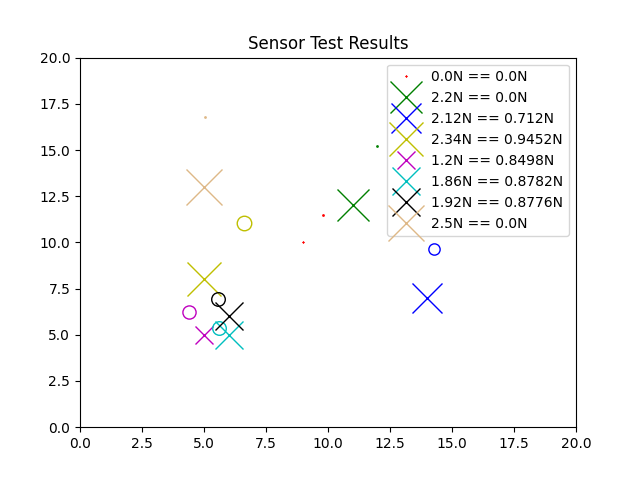 Sensor Test Results
20.0
17.5
15.0
12.5
10.0
7.5
5.0
2.5
0.0
0.0N == 0.0N
2.2N == 0.0N
2.12N == 0.712N
2.34N == 0.9452N
1.2N == 0.8498N
1.86N == 0.8782N
1.92N == 0.8776N
2.5N == 0.0N
0.0 2.5 5.0 7.5 10.0 12.5 15.0 17.5 20.0